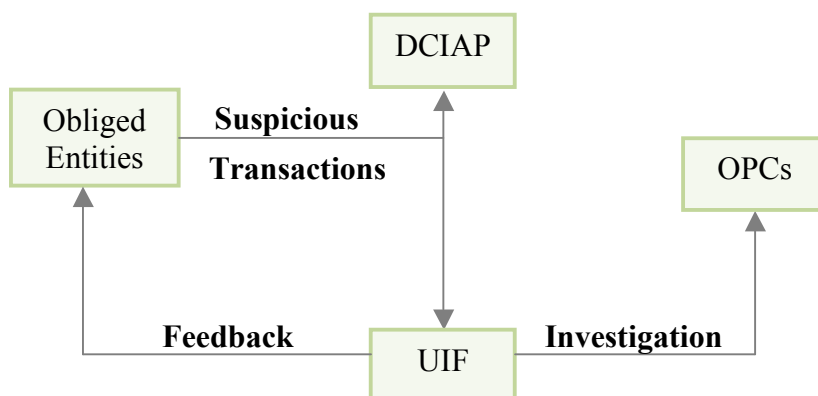 DCIAP
Obliged
Entities
Suspicious
Transactions
OPCs
Feedback
UIF
Investigation